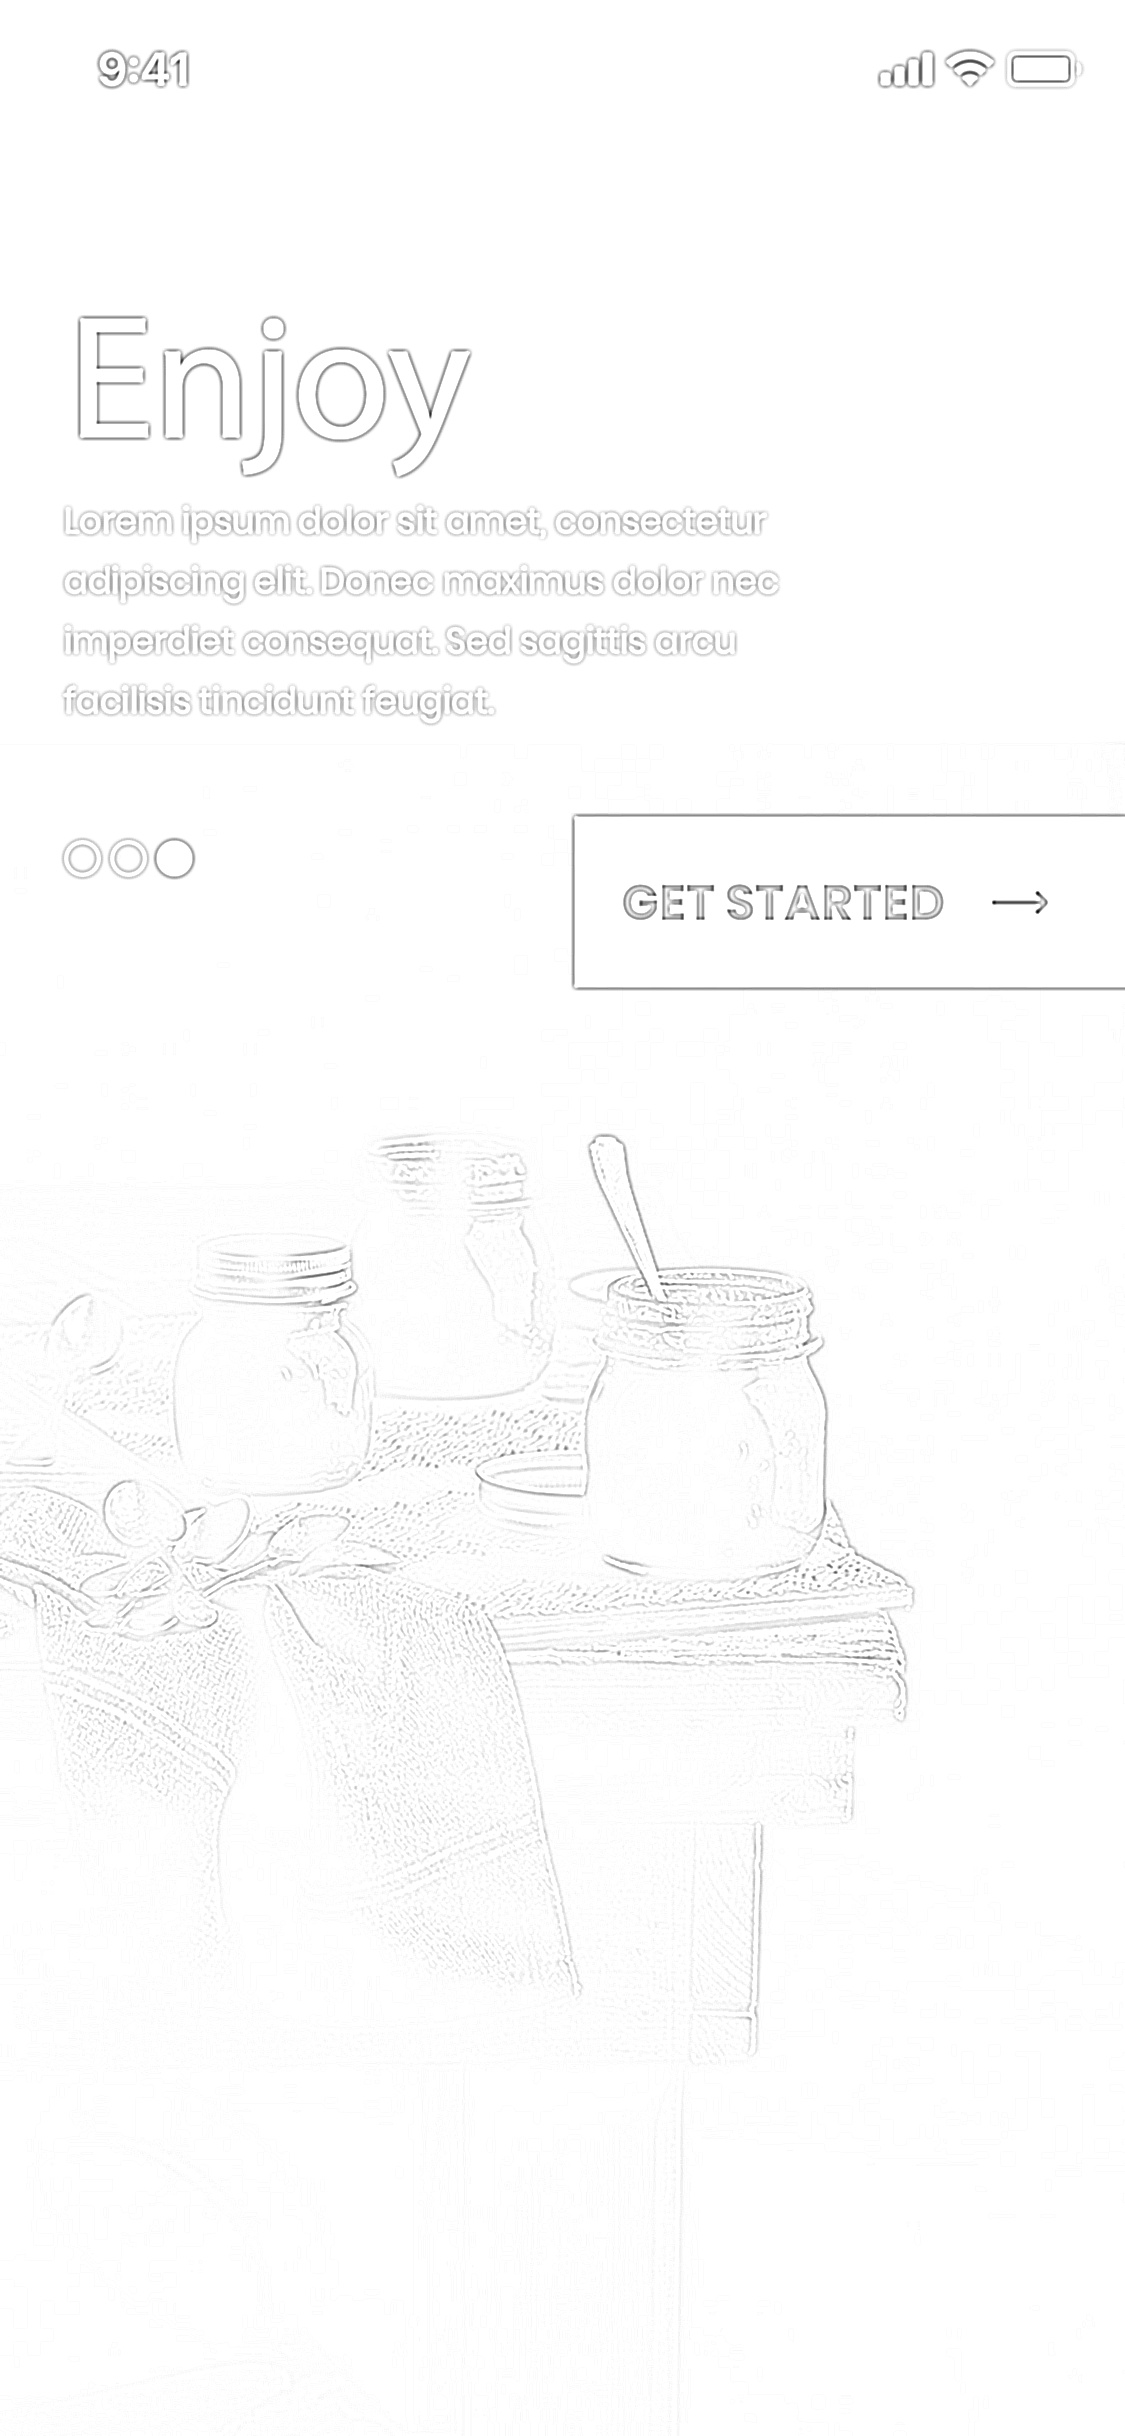 9:41
Enjoy
Lorem ipsum dolor sit amet, consectetur
adipiscing elit. Donec maximus dolor nec
imperdiet consequat. Sed sagittis arcu
facilisis tincidunt feugiat.
GET STARTED